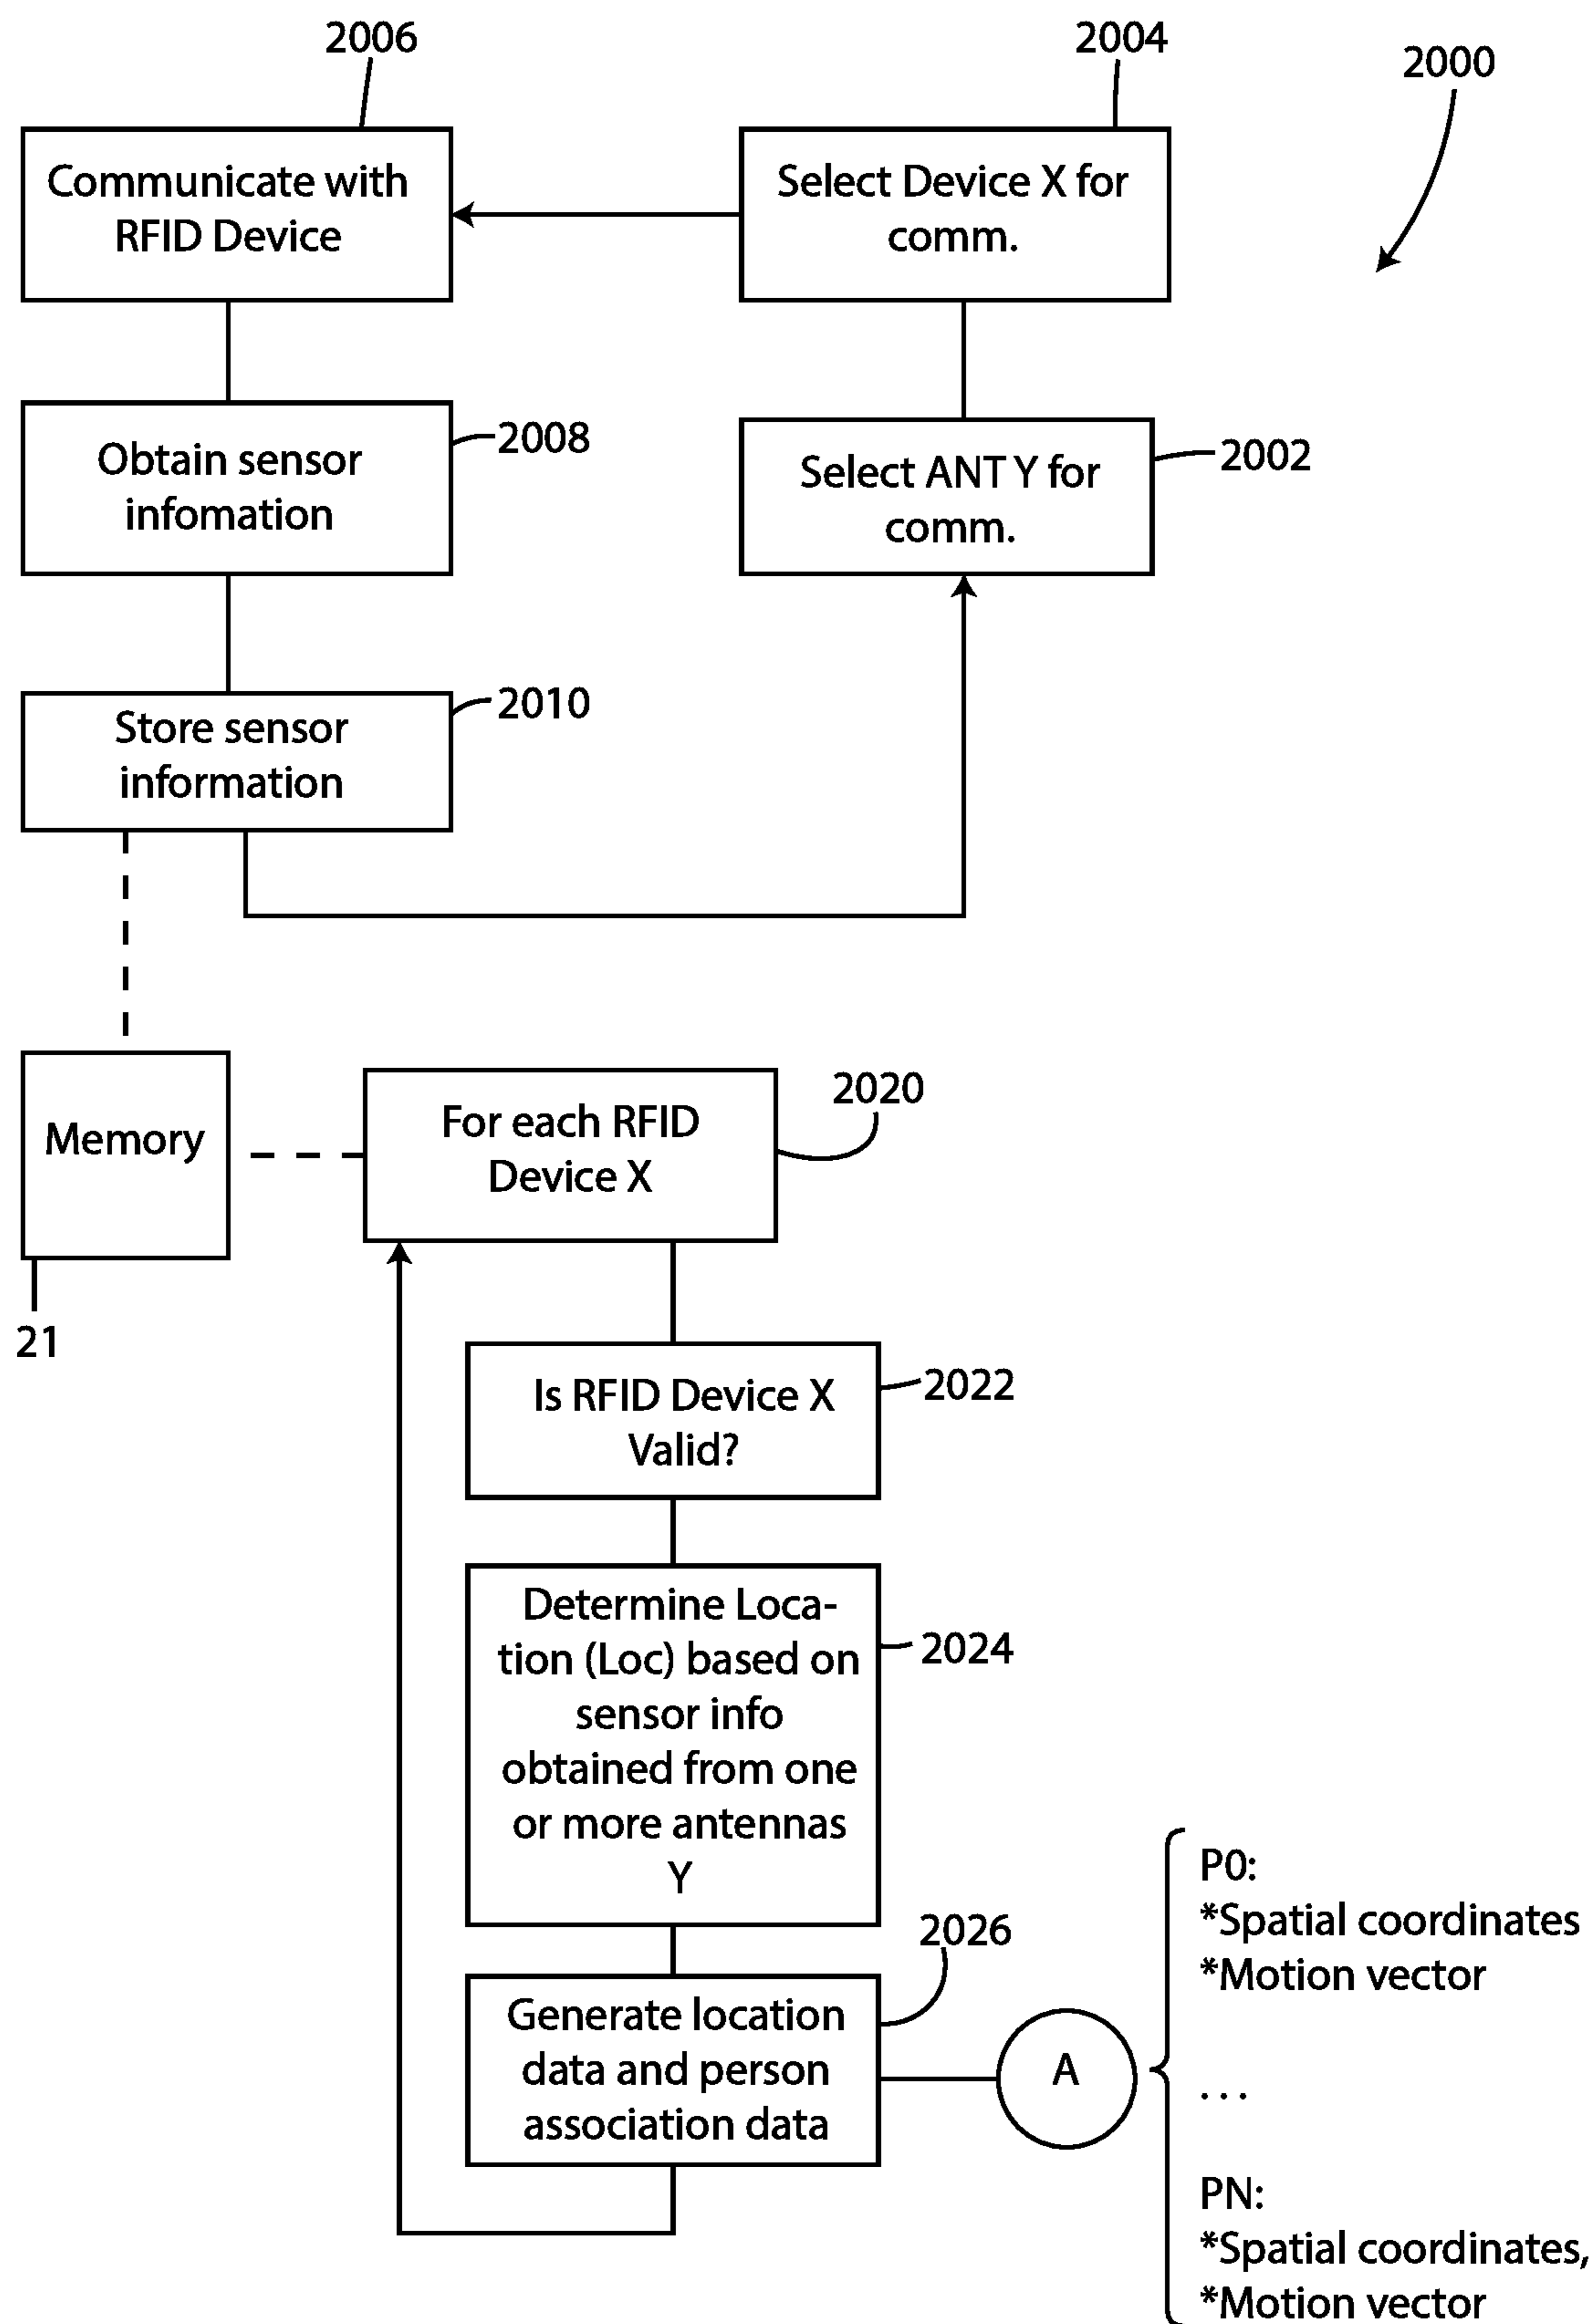 2006
2004
2000
Communicate with
RFID Device
Select Device X for
comm.
Obtain sensor
infomation
2008
Select ANT Y for
comm.
2002
Store sensor
information
2010
Memory
21
For each RFID
Device X
2020
Is RFID Device X
Valid?
2022
Determine Loca-
tion (Loc) based on
sensor info
obtained from one
or more antennas
Y
2024
Generate location
data and person
association data
2026
A
P0:
*Spatial coordinates
*Motion vector
. . .
PN:
*Spatial coordinates,
*Motion vector